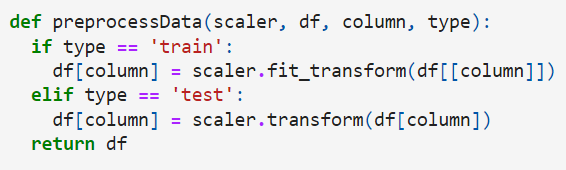 def preprocessData(scaler, df, column, type):
  if type == 'train':
    df[column] = scaler.fit_transform(df[[column]])
  elif type == 'test':
    df[column] = scaler.transform(df[column])
  return df